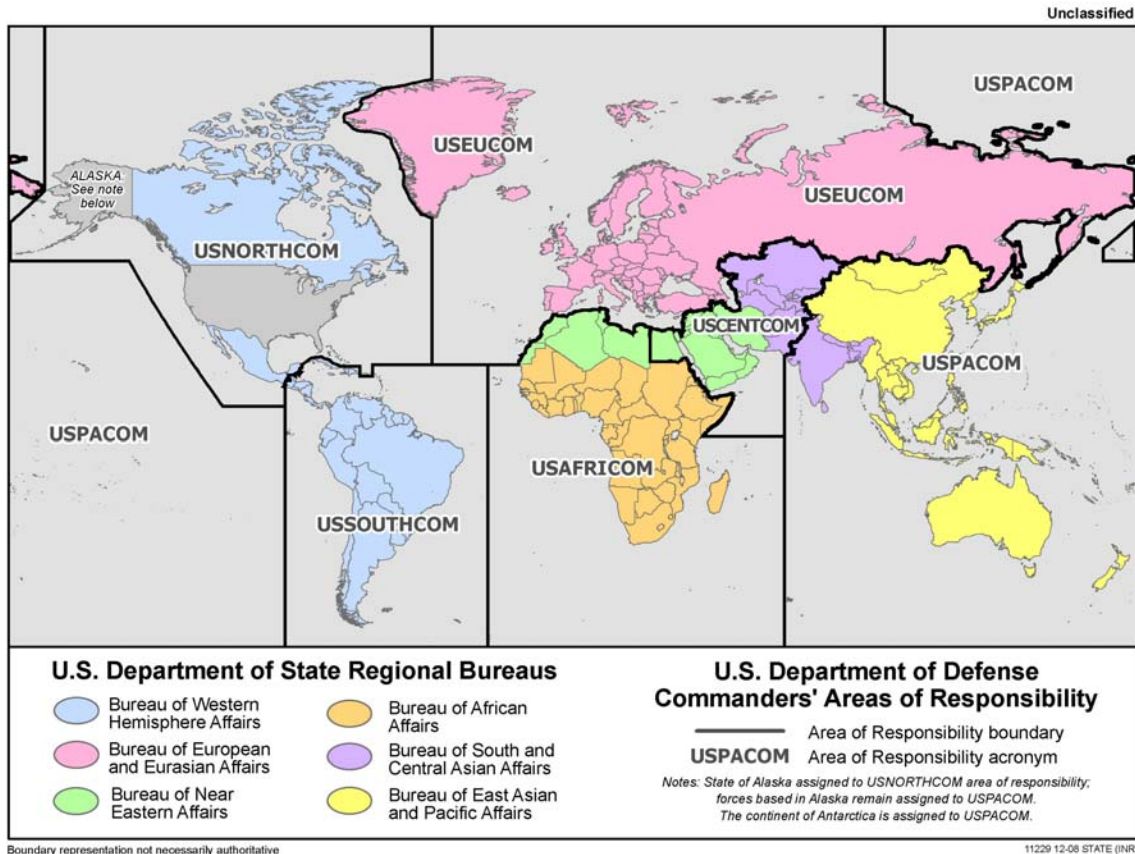 Unclassified
USPACOM
ALASKA:
See note
below
USEUCOM
USEUCOM
USNORTHCOM
USCENTCOM
USPACOM
USPACOM
USAFRICOM
USSOUTHCOM
U.S. Department of State Regional Bureaus
Bureau of Western
Hemisphere Affairs
Bureau of European
and Eurasian Affairs
Bureau of Near
Eastern Affairs
Bureau of African
Affairs
Bureau of South and
Central Asian Affairs
Bureau of East Asian
and Pacific Affairs
U.S. Department of Defense
Commanders' Areas of Responsibility
Area of Responsibility boundary
USPACOM Area of Responsibility acronym
Notes: State of Alaska assigned to USNORTHCOM area of responsibility;
forces based in Alaska remain assigned to USPACOM.
The continent of Antarctica is assigned to USPACOM.
Boundary representation not necessarily authoritative
11229 12-08 STATE (INR